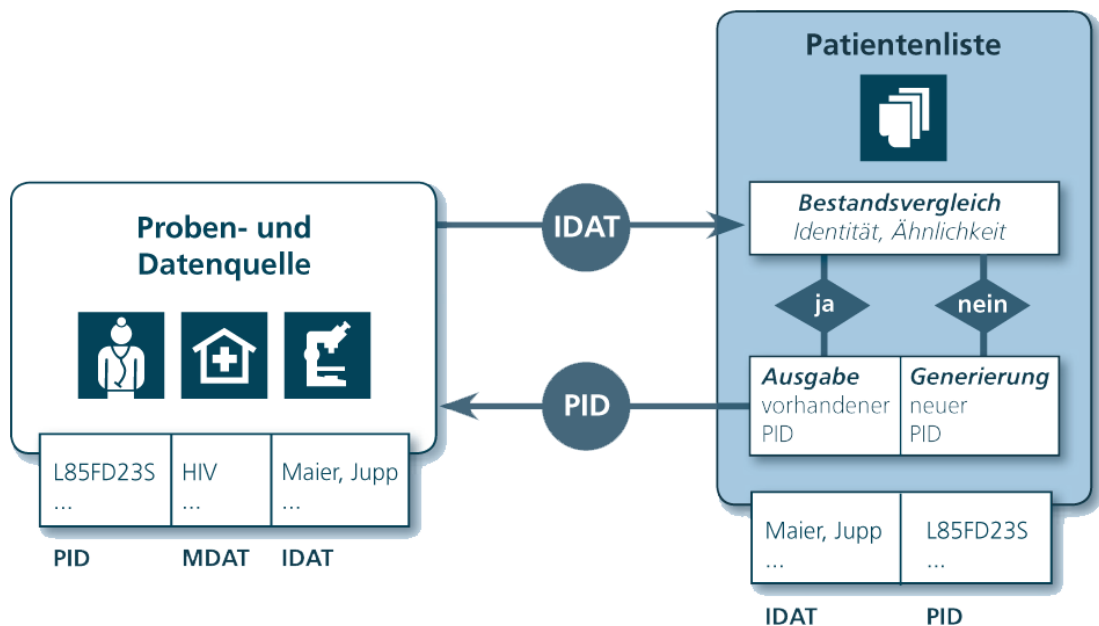 Patientenliste
Proben- und
Datenquelle
IDAT
Bestandsvergleich
Identität, Ähnlichkeit
ja
nein
PID
Ausgabe
vorhandener
PID
Generierung
neuer
PID
L85FD23S
...
HIV
...
Maier, Jupp
...
PID
MDAT
IDAT
Maier, Jupp
...
L85FD23S
...
IDAT
PID